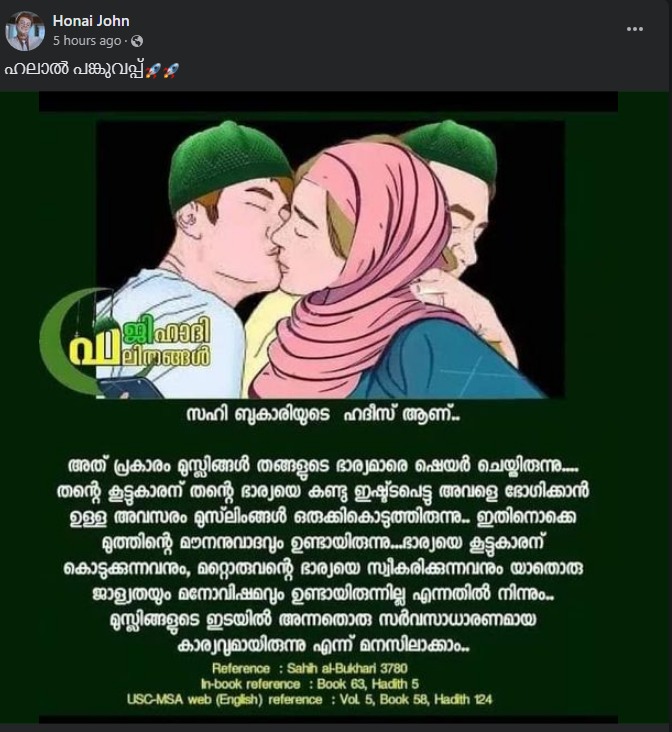 Honai John
5 hours ago
ഹലാൽ പങ്കുവപ്പ്🚀🚀
ജിഹാദി
ഫലിതങ്ങൾ
സഹി ബുകാരിയുടെ ഹദീസ് ആണ്..
അത് പ്രകാരം മുസ്ലിങ്ങൾ തങ്ങളുടെ ഭാര്യമാരെ ഷെയർ ചെയ്തിരുന്നു....
തന്റെ കൂട്ടുകാരന് തന്റെ ഭാര്യയെ കണ്ടു ഇഷ്ടപെട്ടു അവളെ ഭോഗിക്കാൻ
ഉള്ള അവസരം മുസ്‌ലിംങ്ങൾ ഒരുക്കികൊടുത്തിരുന്നു.. ഇതിനൊക്കെ
മുത്തിന്റെ മൗനനുവാദവും ഉണ്ടായിരുന്നു...ഭാര്യയെ കൂട്ടുകാരന്
കൊടുക്കുന്നവനും, മറ്റൊരുവന്റെ ഭാര്യയെ സ്വികരിക്കുന്നവനും യാതൊരു
ജാള്യതയും മനോവിഷമവും ഉണ്ടായിരുന്നില്ല എന്നതിൽ നിന്നും..
മുസ്ലിങ്ങളുടെ ഇടയിൽ അന്നതൊരു സർവസാധാരണമായ
കാര്യവുമായിരുന്നു എന്ന് മനസിലാക്കാം..
Reference : Sahih al-Bukhari 3780
In-book reference : Book 63, Hadith 5
USC-MSA web (English) reference : Vol. 5, Book 58, Hadith 124